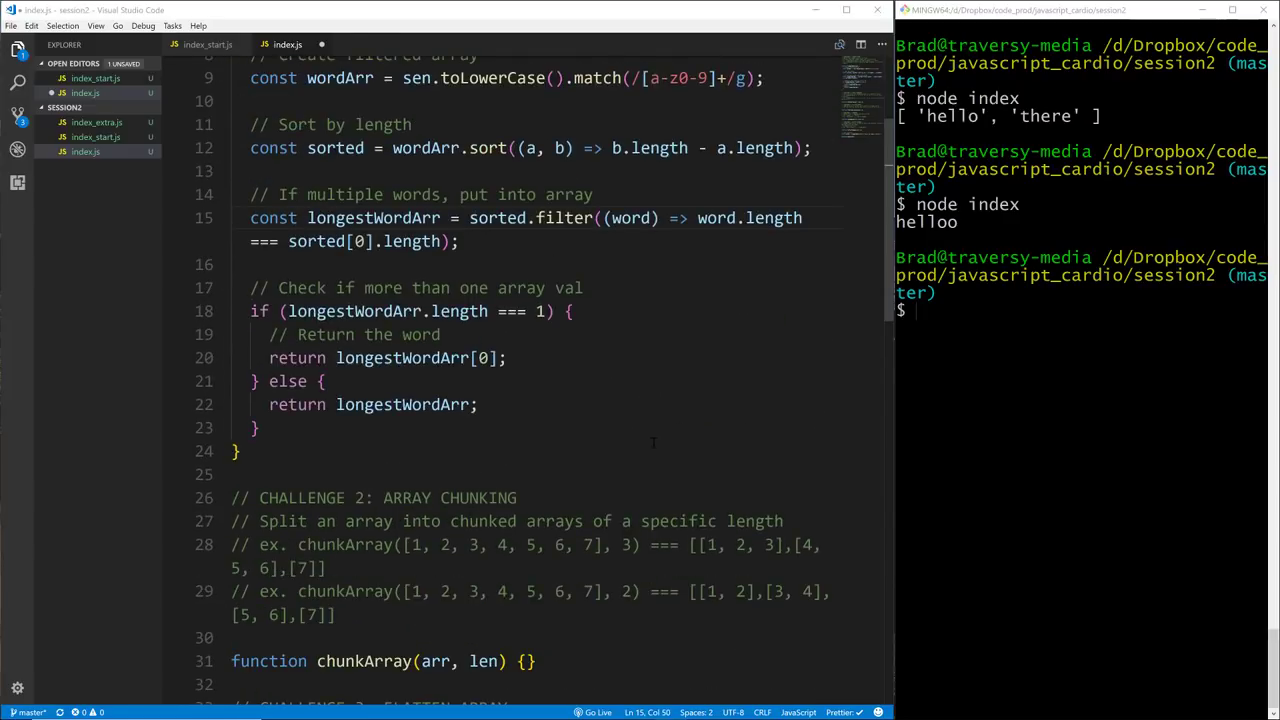 index.js - session2 - Visual Studio Code
File Edit Selection View Go Debug Tasks Help
EXPLORER
OPEN EDITORS 1 UNSAVED
index_start.js U
index.js U
SESSION2
index_extra.js U
index_start.js U
index.js U
1
3
index_start.js index.js
9 const wordArr = sen.toLowerCase().match(/[a-z0-9]+/g);
10
11 // Sort by length
12 const sorted = wordArr.sort((a, b) => b.length - a.length);
13
14 // If multiple words, put into array
15 const longestWordArr = sorted.filter((word) => word.length
=== sorted[0].length);
16
17 // Check if more than one array val
18 if (longestWordArr.length === 1) {
19 // Return the word
20 return longestWordArr[0];
21 } else {
22 return longestWordArr;
23 }
24 }
25
26 // CHALLENGE 2: ARRAY CHUNKING
27 // Split an array into chunked arrays of a specific length
28 // ex. chunkArray([1, 2, 3, 4, 5, 6, 7], 3) === [[1, 2, 3],[4,
5, 6],[7]]
29 // ex. chunkArray([1, 2, 3, 4, 5, 6, 7], 2) === [[1, 2],[3, 4],
[5, 6],[7]]
30
31 function chunkArray(arr, len) {}
32
master* 0 0 Go Live Ln 15, Col 50 Spaces: 2 UTF-8 CRLF JavaScript Prettier: ✓
MINGW64:/d/Dropbox/code_prod/javascript_cardio/session2
Brad@traversy-media /d/Dropbox/code_
prod/javascript_cardio/session2 (mas
ter)
$ node index
[ 'hello', 'there' ]
Brad@traversy-media /d/Dropbox/code_
prod/javascript_cardio/session2 (mas
ter)
$ node index
helloo
Brad@traversy-media /d/Dropbox/code_
prod/javascript_cardio/session2 (mas
ter)
$